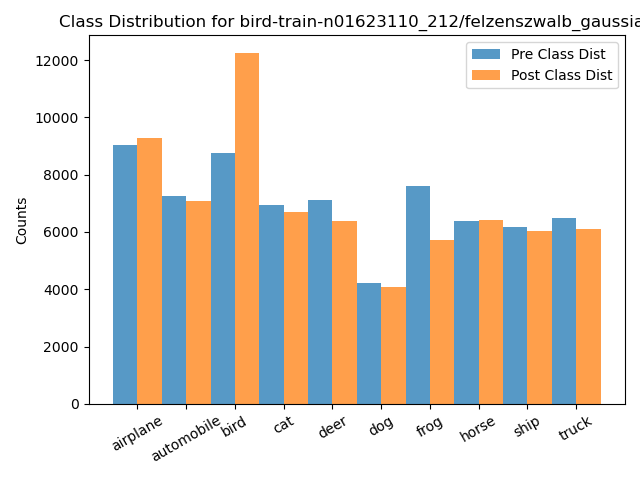 Class Distribution for bird-train-n01623110_212/felzenszwalb_gaussia
Pre Class Dist
Post Class Dist
Counts
12000
10000
8000
6000
4000
2000
0
airplane
automobile
bird
cat
deer
dog
frog
horse
ship
truck